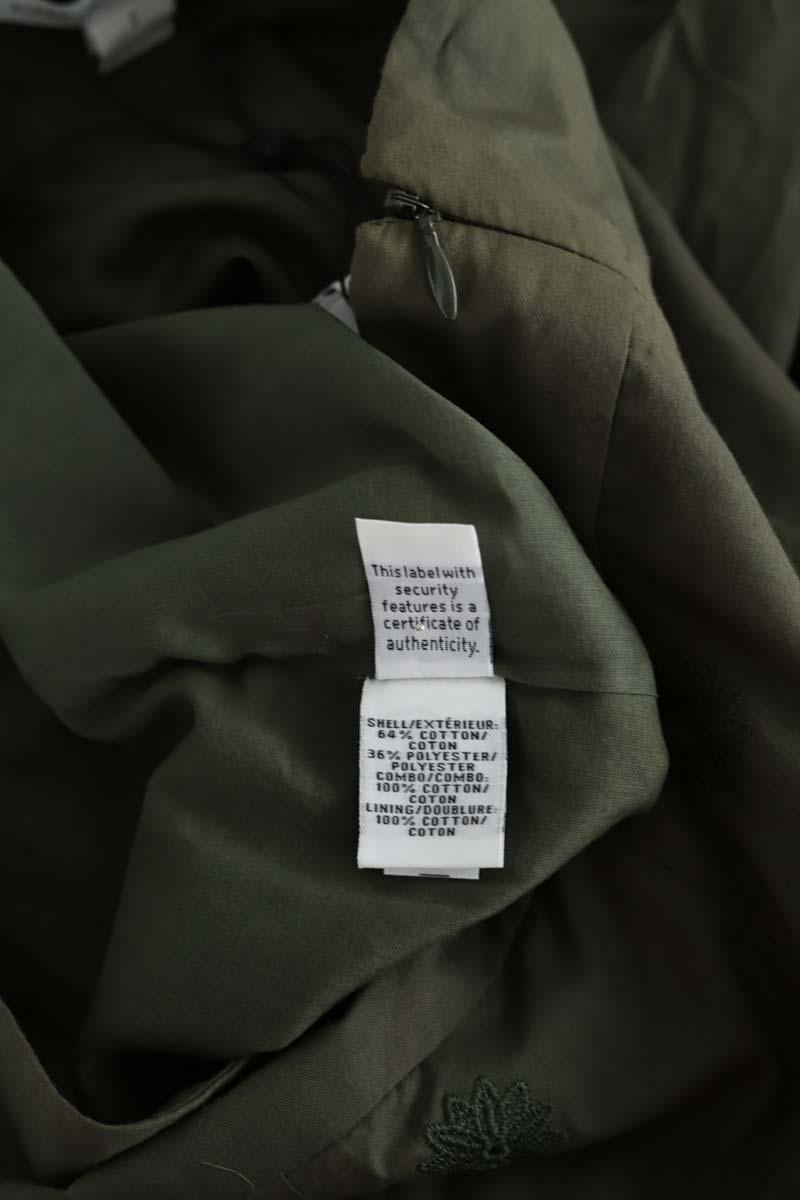 This label with
security
features is a
certificate of
authenticity.
SHELL/EXTÉRIEUR:
64% COTTON/
COTON
36% POLYESTER/
POLYESTER
COMBO/COMBO:
100% COTTON/
COTON
LINING/DOUBLURE:
100% COTTON/
COTON